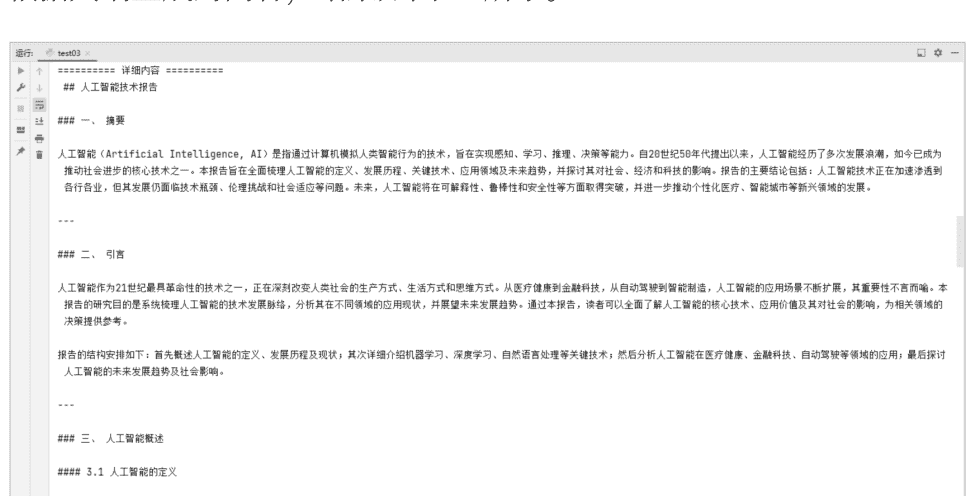 运行: test03 ×
========== 详细内容 ==========
## 人工智能技术报告
### 一、 摘要
人工智能（Artificial Intelligence, AI）是指通过计算机模拟人类智能行为的技术，旨在实现感知、学习、推理、决策等能力。自20世纪50年代提出以来，人工智能经历了多次发展浪潮，如今已成为
推动社会进步的核心技术之一。本报告旨在全面梳理人工智能的定义、发展历程、关键技术、应用领域及未来趋势，并探讨其对社会、经济和科技的影响。报告的主要结论包括：人工智能技术正在加速渗透到
各行各业，但其发展仍面临技术瓶颈、伦理挑战和社会适应等问题。未来，人工智能将在可解释性、鲁棒性和安全性等方面取得突破，并进一步推动个性化医疗、智能城市等新兴领域的发展。
---
### 二、 引言
人工智能作为21世纪最具革命性的技术之一，正在深刻改变人类社会的生产方式、生活方式和思维方式。从医疗健康到金融科技，从自动驾驶到智能制造，人工智能的应用场景不断扩展，其重要性不言而喻。本
报告的研究目的是系统梳理人工智能的技术发展脉络，分析其在不同领域的应用现状，并展望未来发展趋势。通过本报告，读者可以全面了解人工智能的核心技术、应用价值及其对社会的影响，为相关领域的
决策提供参考。
报告的结构安排如下：首先概述人工智能的定义、发展历程及现状；其次详细介绍机器学习、深度学习、自然语言处理等关键技术；然后分析人工智能在医疗健康、金融科技、自动驾驶等领域的应用；最后探讨
人工智能的未来发展趋势及社会影响。
---
### 三、 人工智能概述
#### 3.1 人工智能的定义